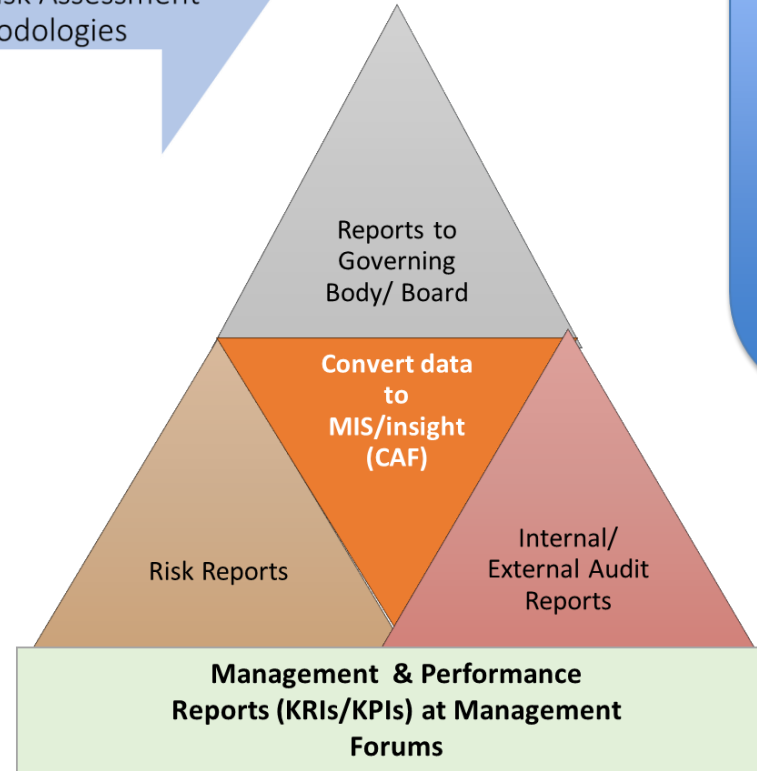 odologies
Reports to
Governing
Body/ Board
Convert data
to
MIS/insight
(CAF)
Risk Reports
Internal/
External Audit
Reports
Management & Performance
Reports (KRIs/KPIs) at Management
Forums